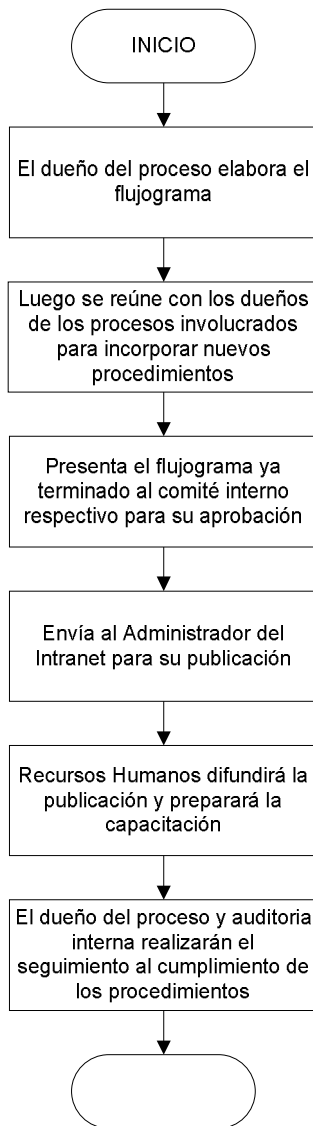 INICIO
El dueño del proceso elabora el
flujograma
Luego se reúne con los dueños
de los procesos involucrados
para incorporar nuevos
procedimientos
Presenta el flujograma ya
terminado al comité interno
respectivo para su aprobación
Envía al Administrador del
Intranet para su publicación
Recursos Humanos difundirá la
publicación y preparará la
capacitación
El dueño del proceso y auditoria
interna realizarán el
seguimiento al cumplimiento de
los procedimientos